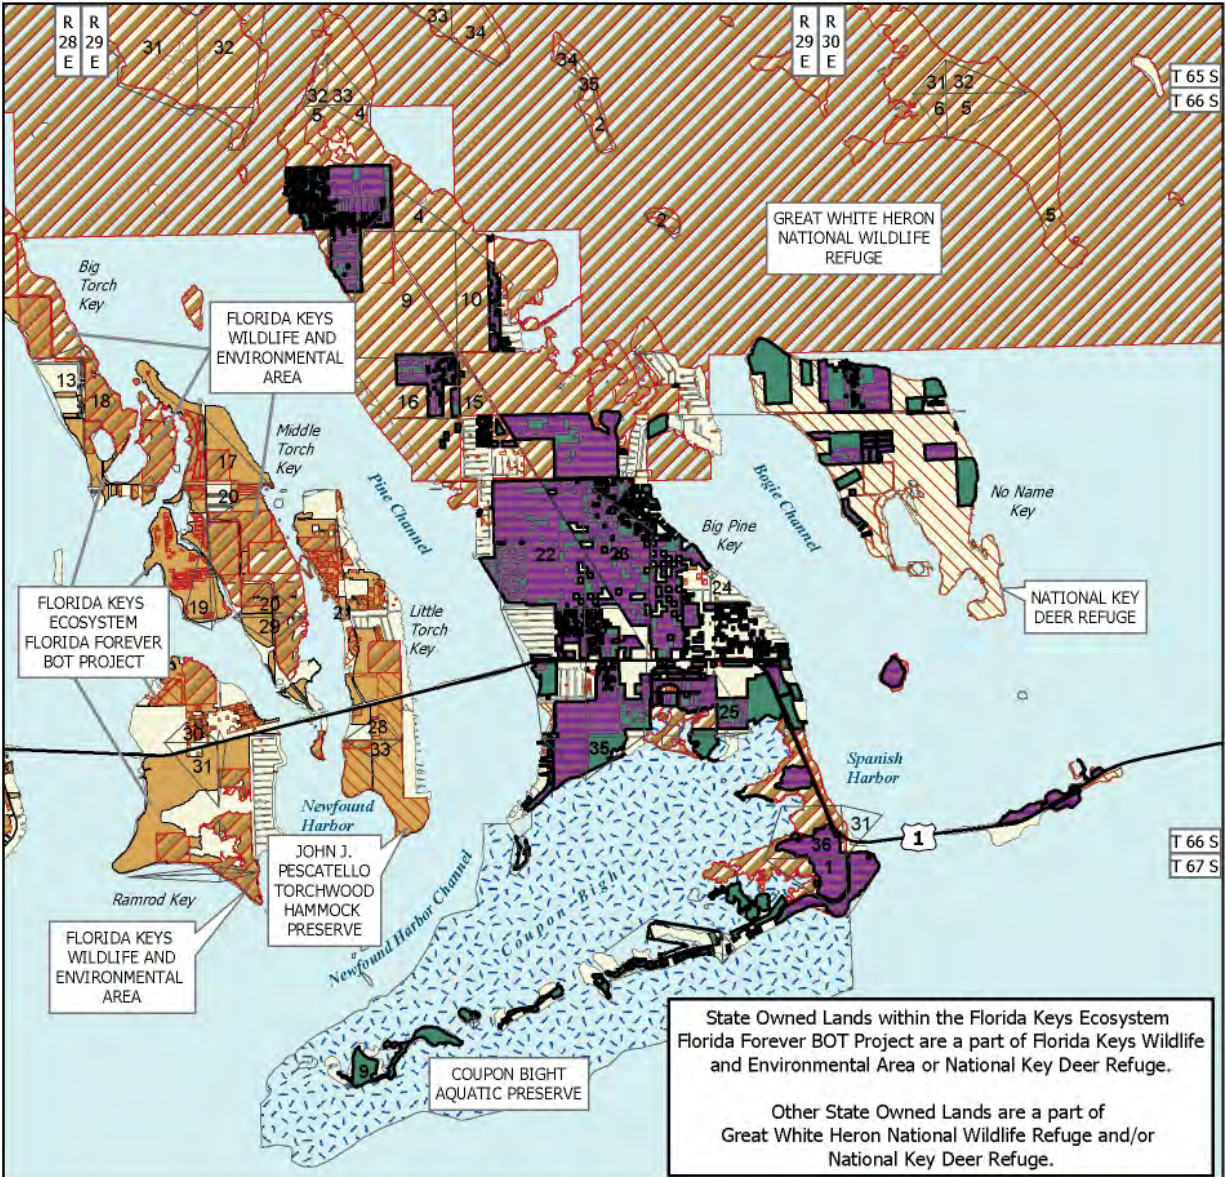 R
28
E
R
29
E
31
32
33
34
34
35
2
32
33
5
4
R
29
E
R
30
E
31
32
6
5
T 65 S
T 66 S
4
2
5
GREAT WHITE HERON
NATIONAL WILDLIFE
REFUGE
Big
Torch
Key
9
10
FLORIDA KEYS
WILDLIFE AND
ENVIRONMENTAL
AREA
13
18
16
15
Middle
Torch
Key
17
20
Pine Channel
Bogie Channel
No Name
Key
Big Pine
Key
22
23
24
FLORIDA KEYS
ECOSYSTEM
FLORIDA FOREVER
BOT PROJECT
19
20
29
21
Little
Torch
Key
NATIONAL KEY
DEER REFUGE
30
31
28
33
25
35
Spanish
Harbor
Newfound
Harbor
31
1
36
1
T 66 S
T 67 S
JOHN J.
PESCATELLO
TORCHWOOD
HAMMOCK
PRESERVE
Ramrod Key
Newfound Harbor Channel
Coupon Bight
FLORIDA KEYS
WILDLIFE AND
ENVIRONMENTAL
AREA
9
COUPON BIGHT
AQUATIC PRESERVE
State Owned Lands within the Florida Keys Ecosystem
Florida Forever BOT Project are a part of Florida Keys Wildlife
and Environmental Area or National Key Deer Refuge.
Other State Owned Lands are a part of
Great White Heron National Wildlife Refuge and/or
National Key Deer Refuge.